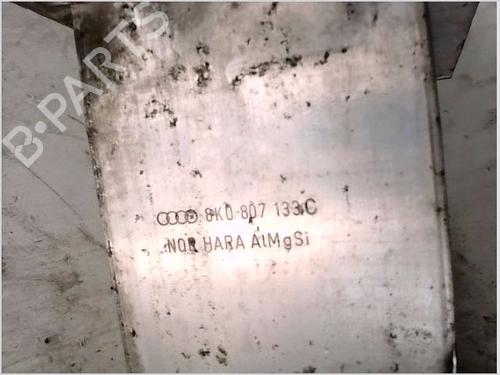 B-PARTS
8K0 807 133 C
NOR HARA AlMgSi